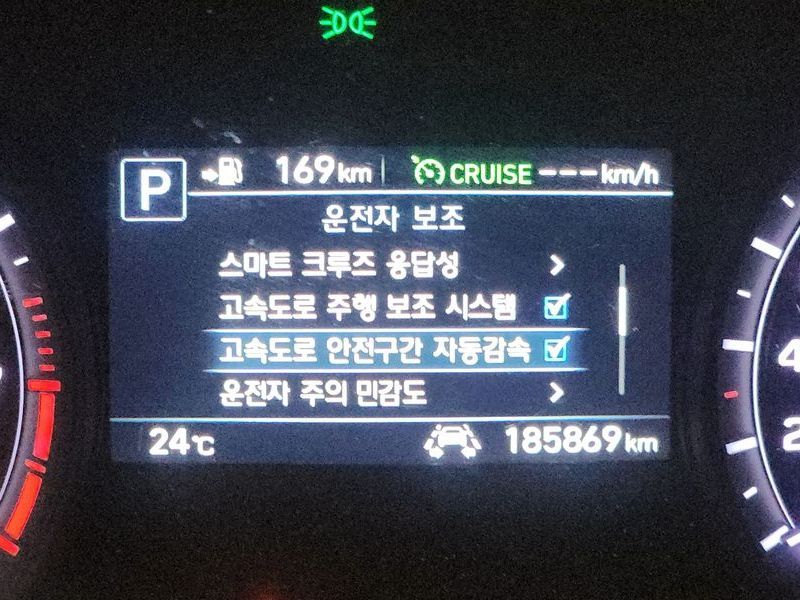 P 169km CRUISE ---km/h
운전자 보조
스마트 크루즈 응답성
고속도로 주행 보조 시스템
고속도로 안전구간 자동감속
운전자 주의 민감도
24℃ 185869km
4
2